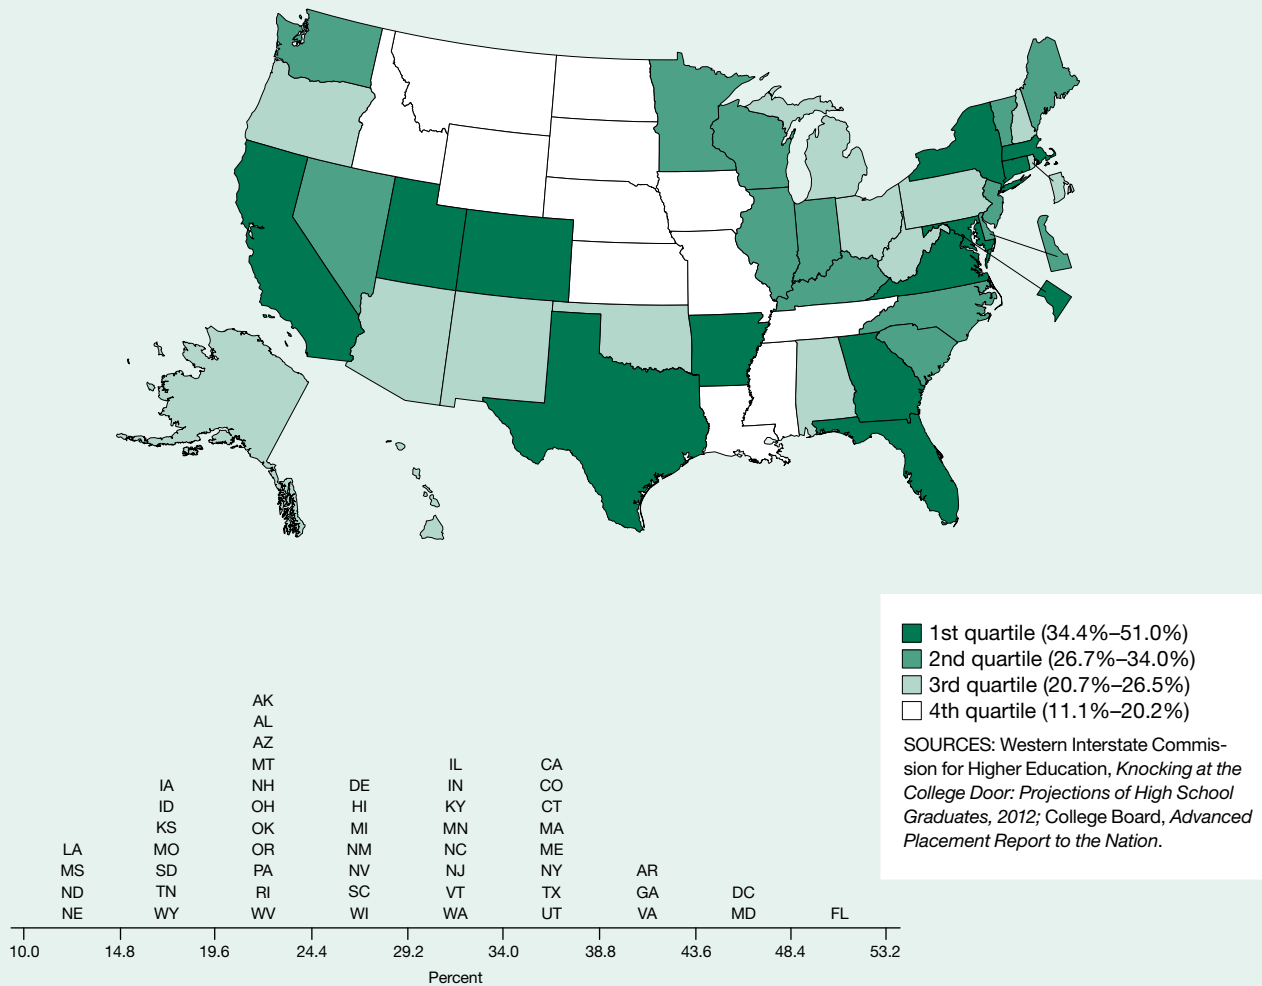 1st quartile (34.4%–51.0%)
2nd quartile (26.7%–34.0%)
3rd quartile (20.7%–26.5%)
4th quartile (11.1%–20.2%)
SOURCES: Western Interstate Commis-
sion for Higher Education, Knocking at the
College Door: Projections of High School
Graduates, 2012; College Board, Advanced
Placement Report to the Nation.
AK
AL
AZ
MT IL CA
IA NH DE IN CO
ID OH HI KY CT
KS OK MI MN MA
LA MO OR NM NC ME
MS SD PA NV NJ NY AR
ND TN RI SC VT TX GA DC
NE WY WV WI WA UT VA MD FL
10.0 14.8 19.6 24.4 29.2 34.0 38.8 43.6 48.4 53.2
Percent